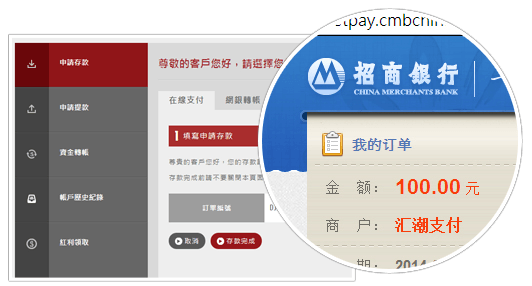 申請存款
申請提款
資金轉帳
帳戶歷史紀錄
紅利領取
尊敬的客戶您好，請選擇您
在線支付
網銀轉帳
1 填寫申請存款
尊貴的客戶您好，您的存款
存款完成前請不要關閉本頁面
訂單編號
取消
存款完成
etpay.cmbchin
招商銀行
CHINA MERCHANTS BANK
我的订单
金 额： 100.00 元
商 户： 汇潮支付
期： 2014